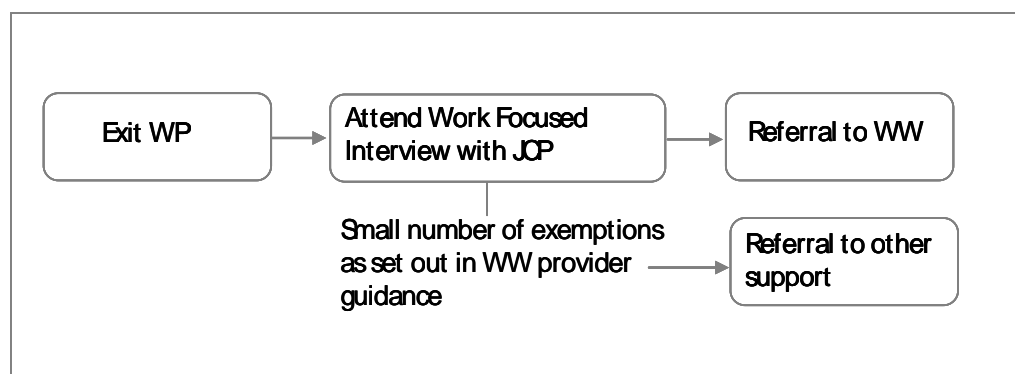 Exit WP
Attend Work Focused
Interview with JCP
Referral to WW
Small number of exemptions
as set out in WW provider
guidance
Referral to other
support